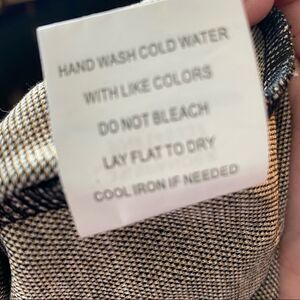 HAND WASH COLD WATER
WITH LIKE COLORS
DO NOT BLEACH
LAY FLAT TO DRY
COOL IRON IF NEEDED